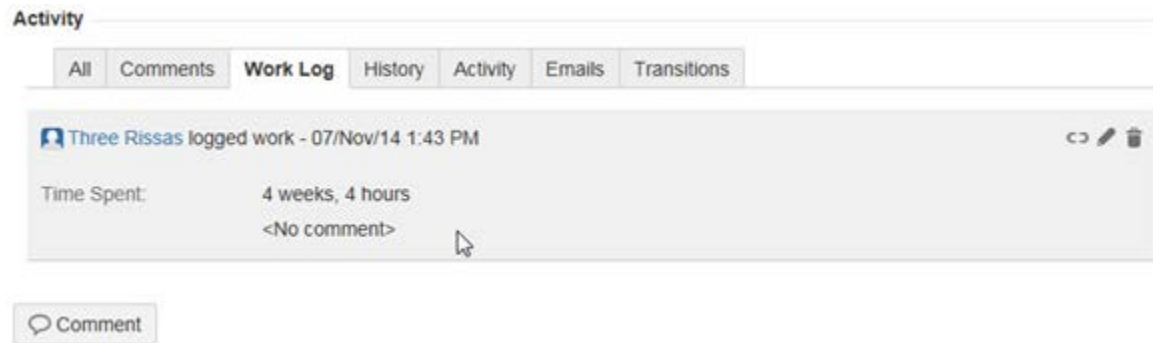 Activity
All Comments Work Log History Activity Emails Transitions
Three Rissas logged work - 07/Nov/14 1:43 PM
Time Spent: 4 weeks, 4 hours
<No comment>
Comment